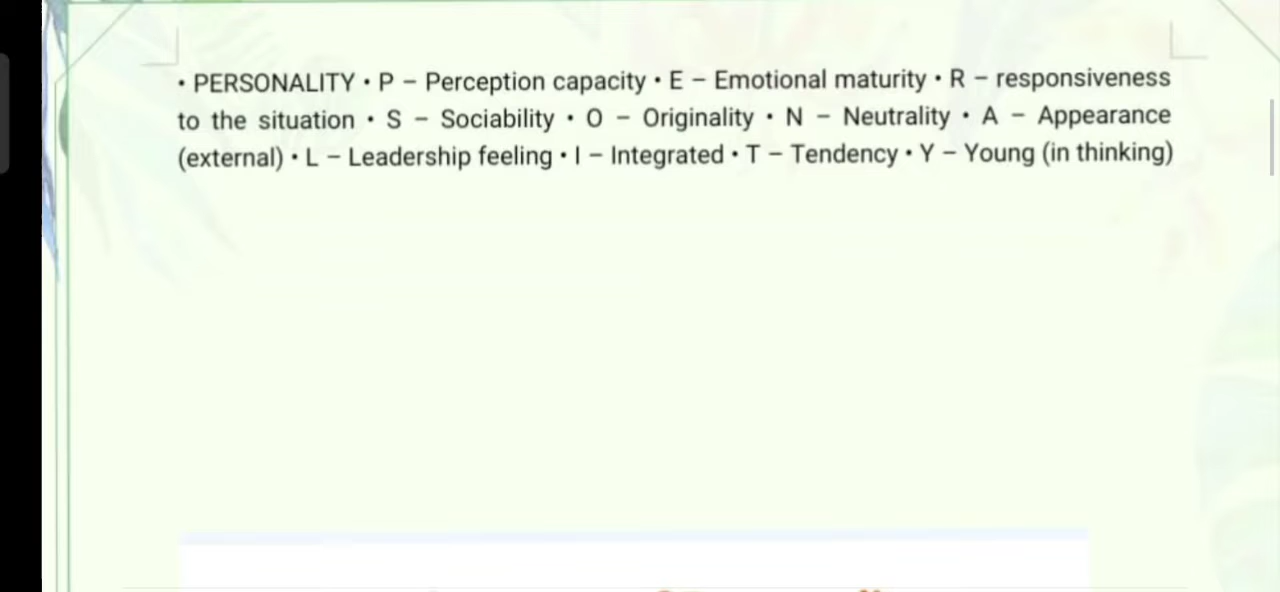 • PERSONALITY • P – Perception capacity • E – Emotional maturity • R – responsiveness
to the situation • S – Sociability • O – Originality • N – Neutrality • A – Appearance
(external) • L – Leadership feeling • I – Integrated • T – Tendency • Y – Young (in thinking)